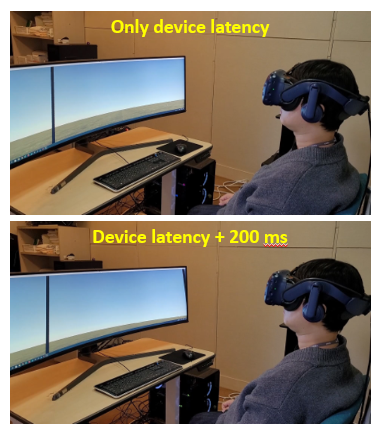 Only device latency
Device latency + 200 ms